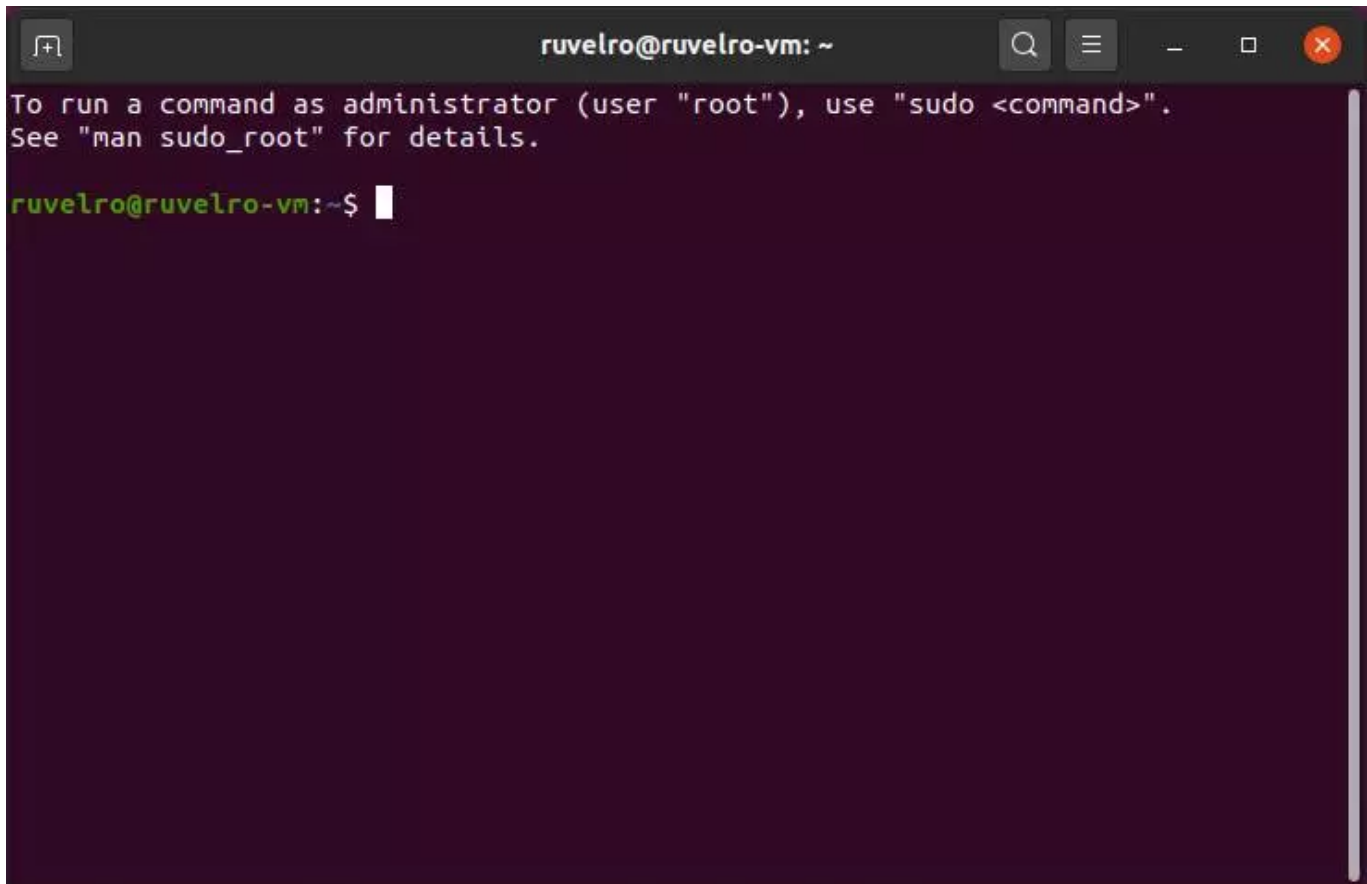 ruvelro@ruvelro-vm: ~
To run a command as administrator (user "root"), use "sudo <command>".
See "man sudo_root" for details.
ruvelro@ruvelro-vm:~$